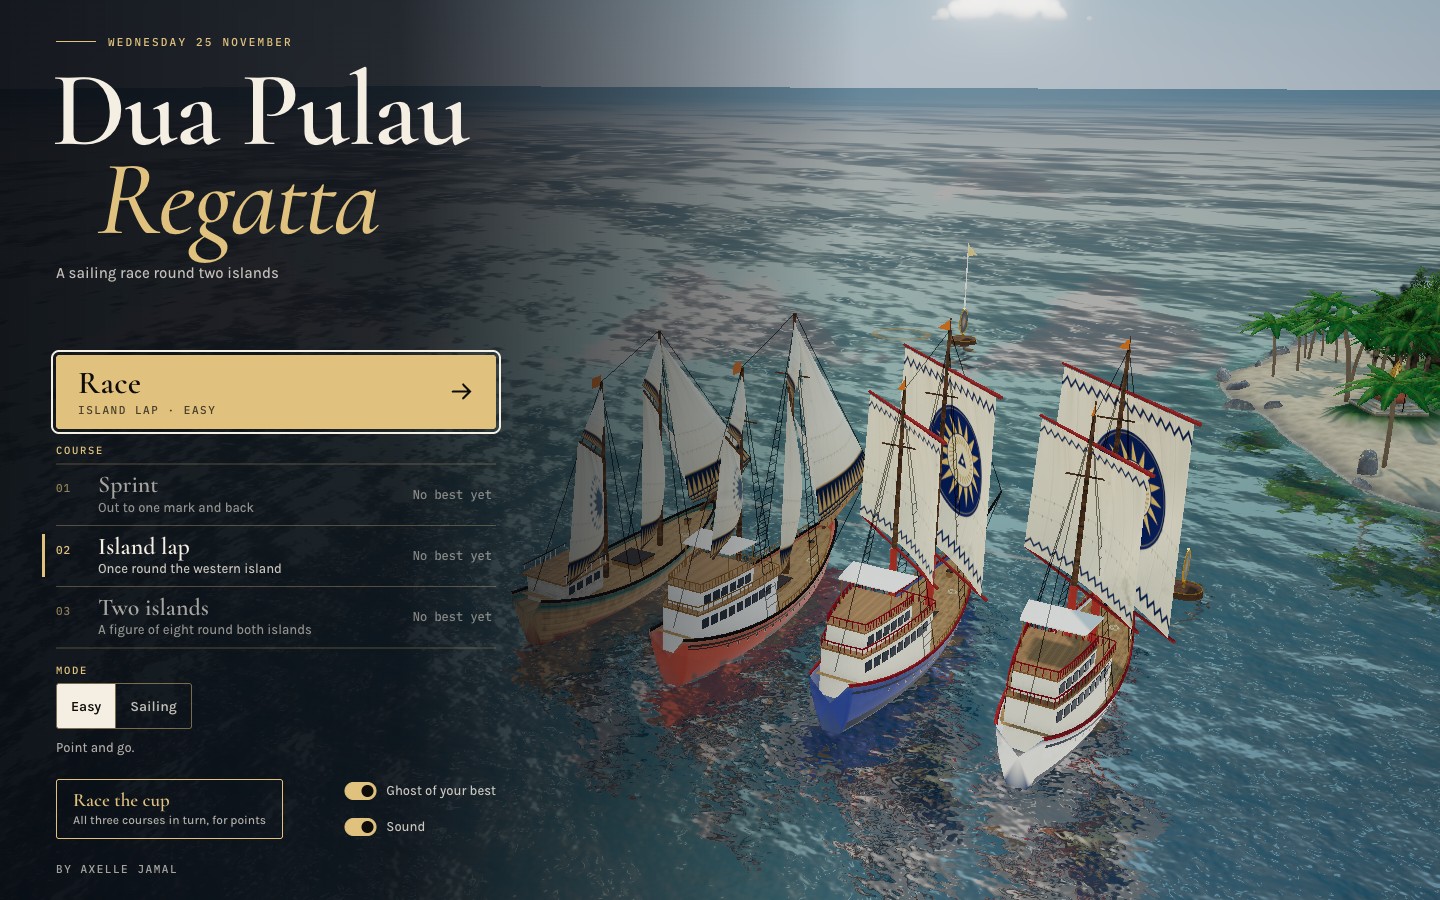 WEDNESDAY 25 NOVEMBER
Dua Pulau
Regatta
A sailing race round two islands
Race
ISLAND LAP · EASY
COURSE
01
Sprint
Out to one mark and back
No best yet
02
Island lap
Once round the western island
No best yet
03
Two islands
A figure of eight round both islands
No best yet
MODE
Easy
Sailing
Point and go.
Race the cup
All three courses in turn, for points
Ghost of your best
Sound
BY AXELLE JAMAL